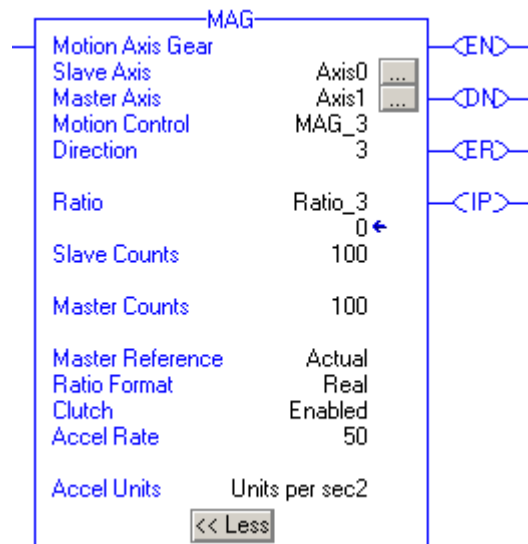 MAG
Motion Axis Gear
Slave Axis Axis0 ...
Master Axis Axis1 ...
Motion Control MAG_3
Direction 3
Ratio Ratio_3
0
Slave Counts 100
Master Counts 100
Master Reference Actual
Ratio Format Real
Clutch Enabled
Accel Rate 50
Accel Units Units per sec2
<< Less
EN
DN
ER
IP